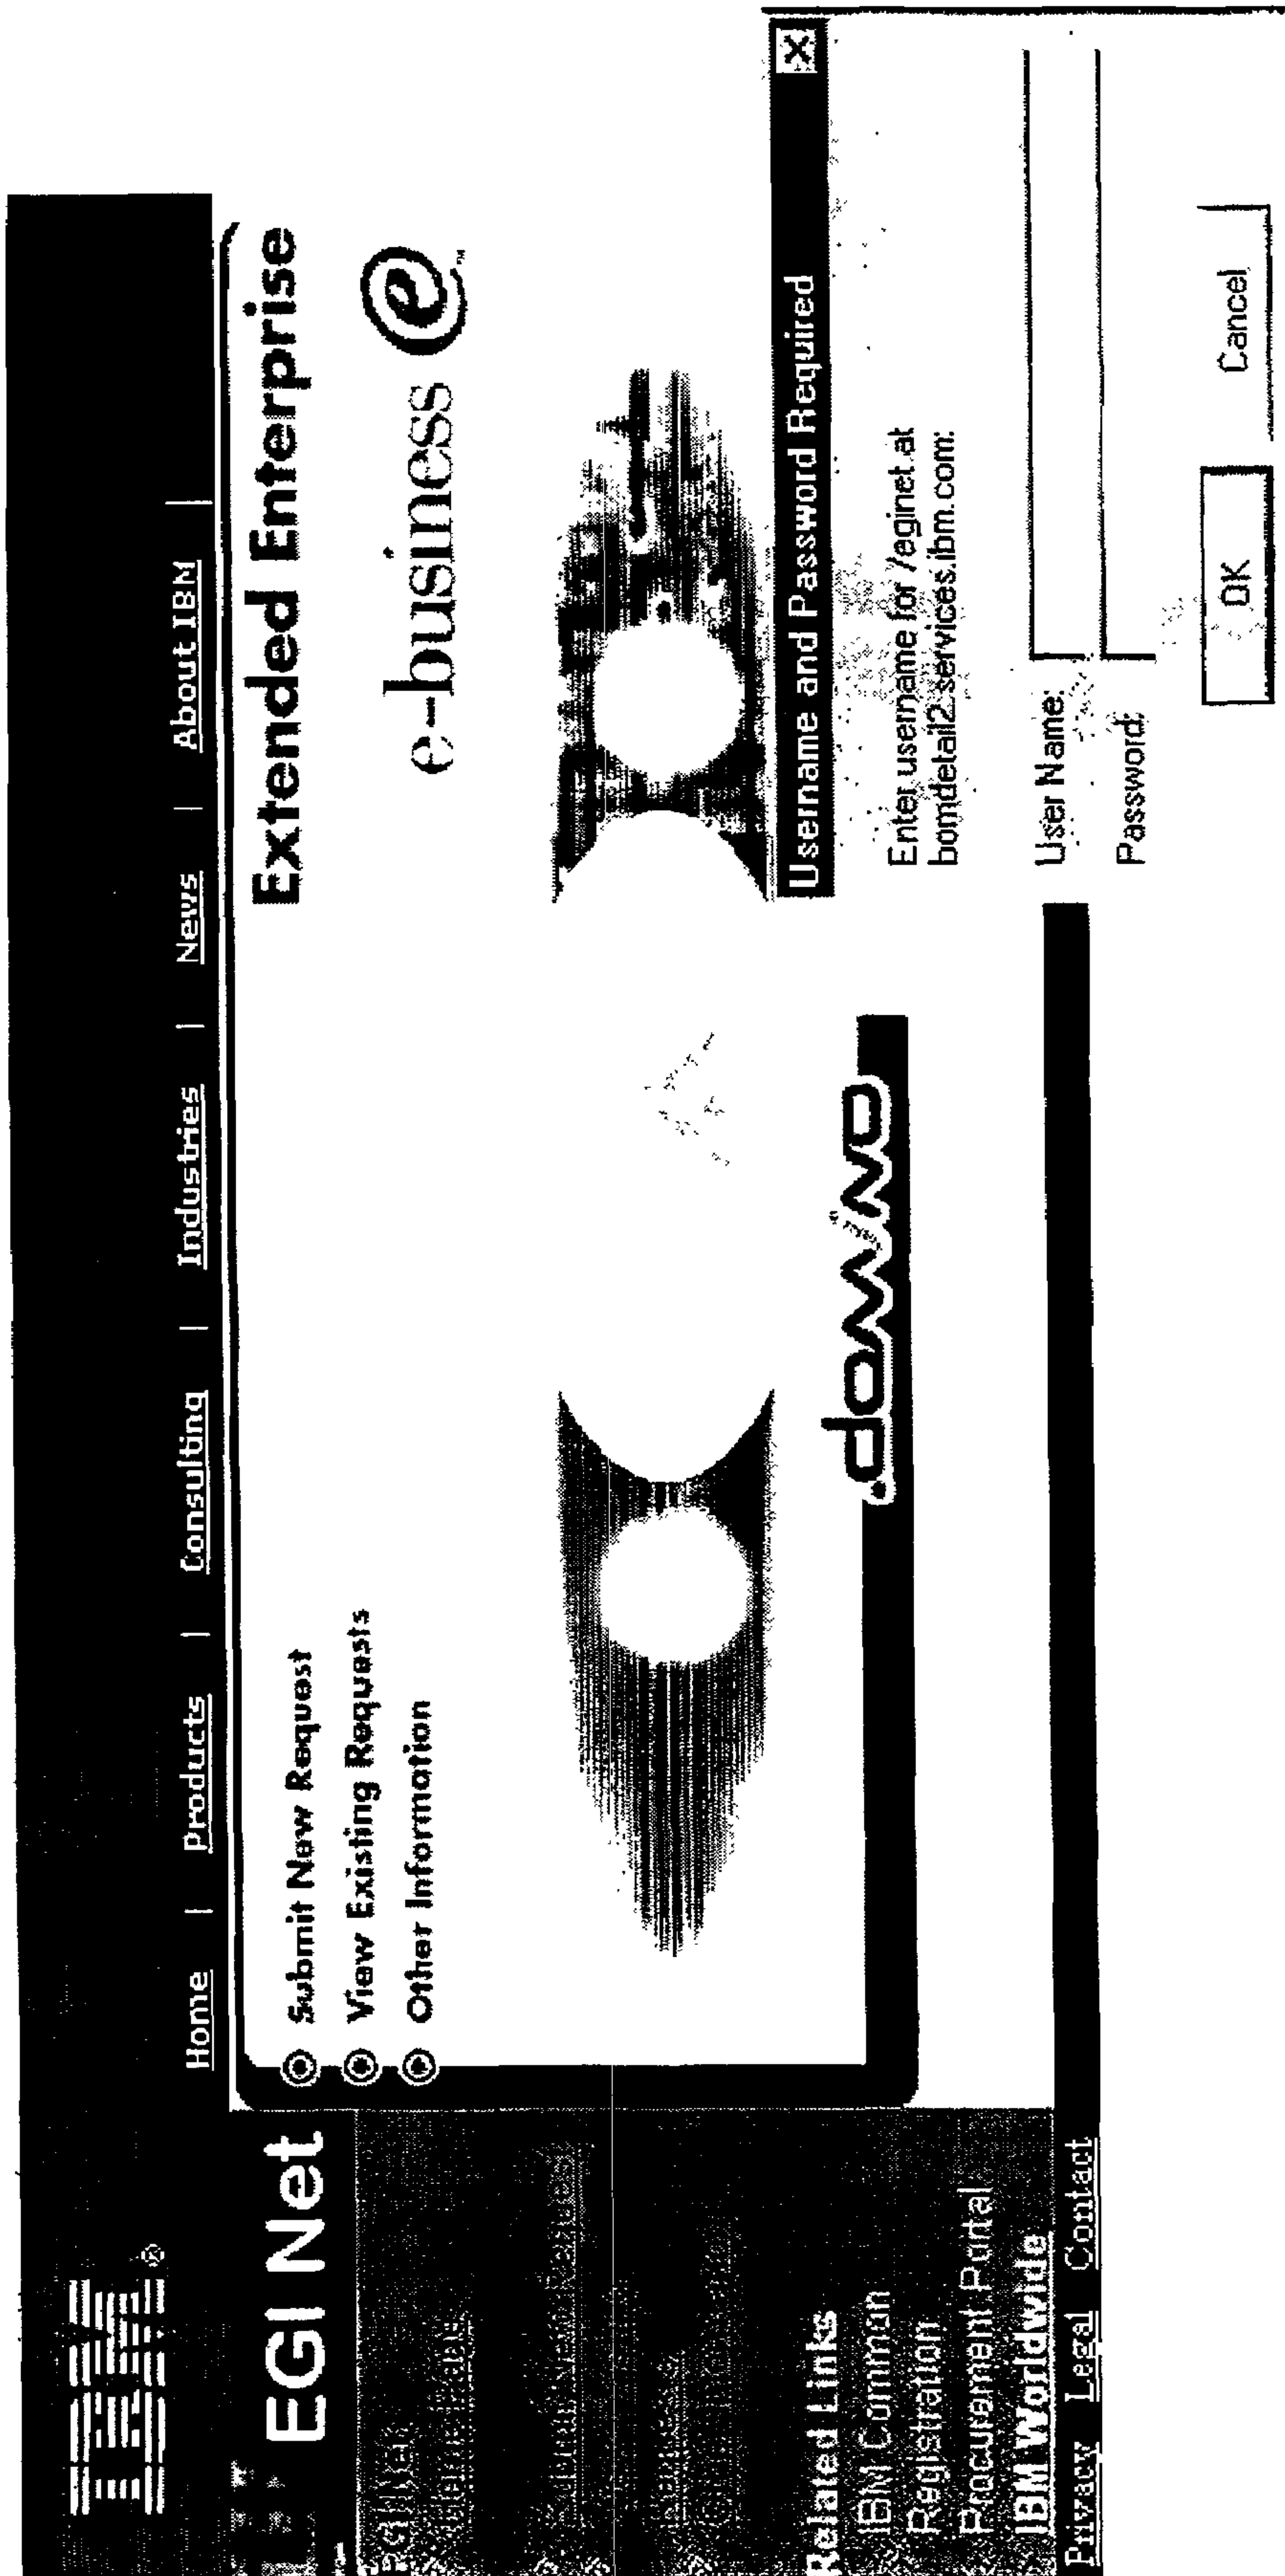 IBM®
Home | Products | Consulting | Industries | News | About IBM |
EGI Net
Submit New Request
View Existing Requests
Other Information
Extended Enterprise
e-business e™
Related Links
IBM Common
Registration
Procurement Portal
IBM Worldwide
domino
Privacy Legal Contact
Username and Password Required
Enter username for /eginet at
bomdetail2.services.ibm.com:
User Name:
Password:
OK Cancel